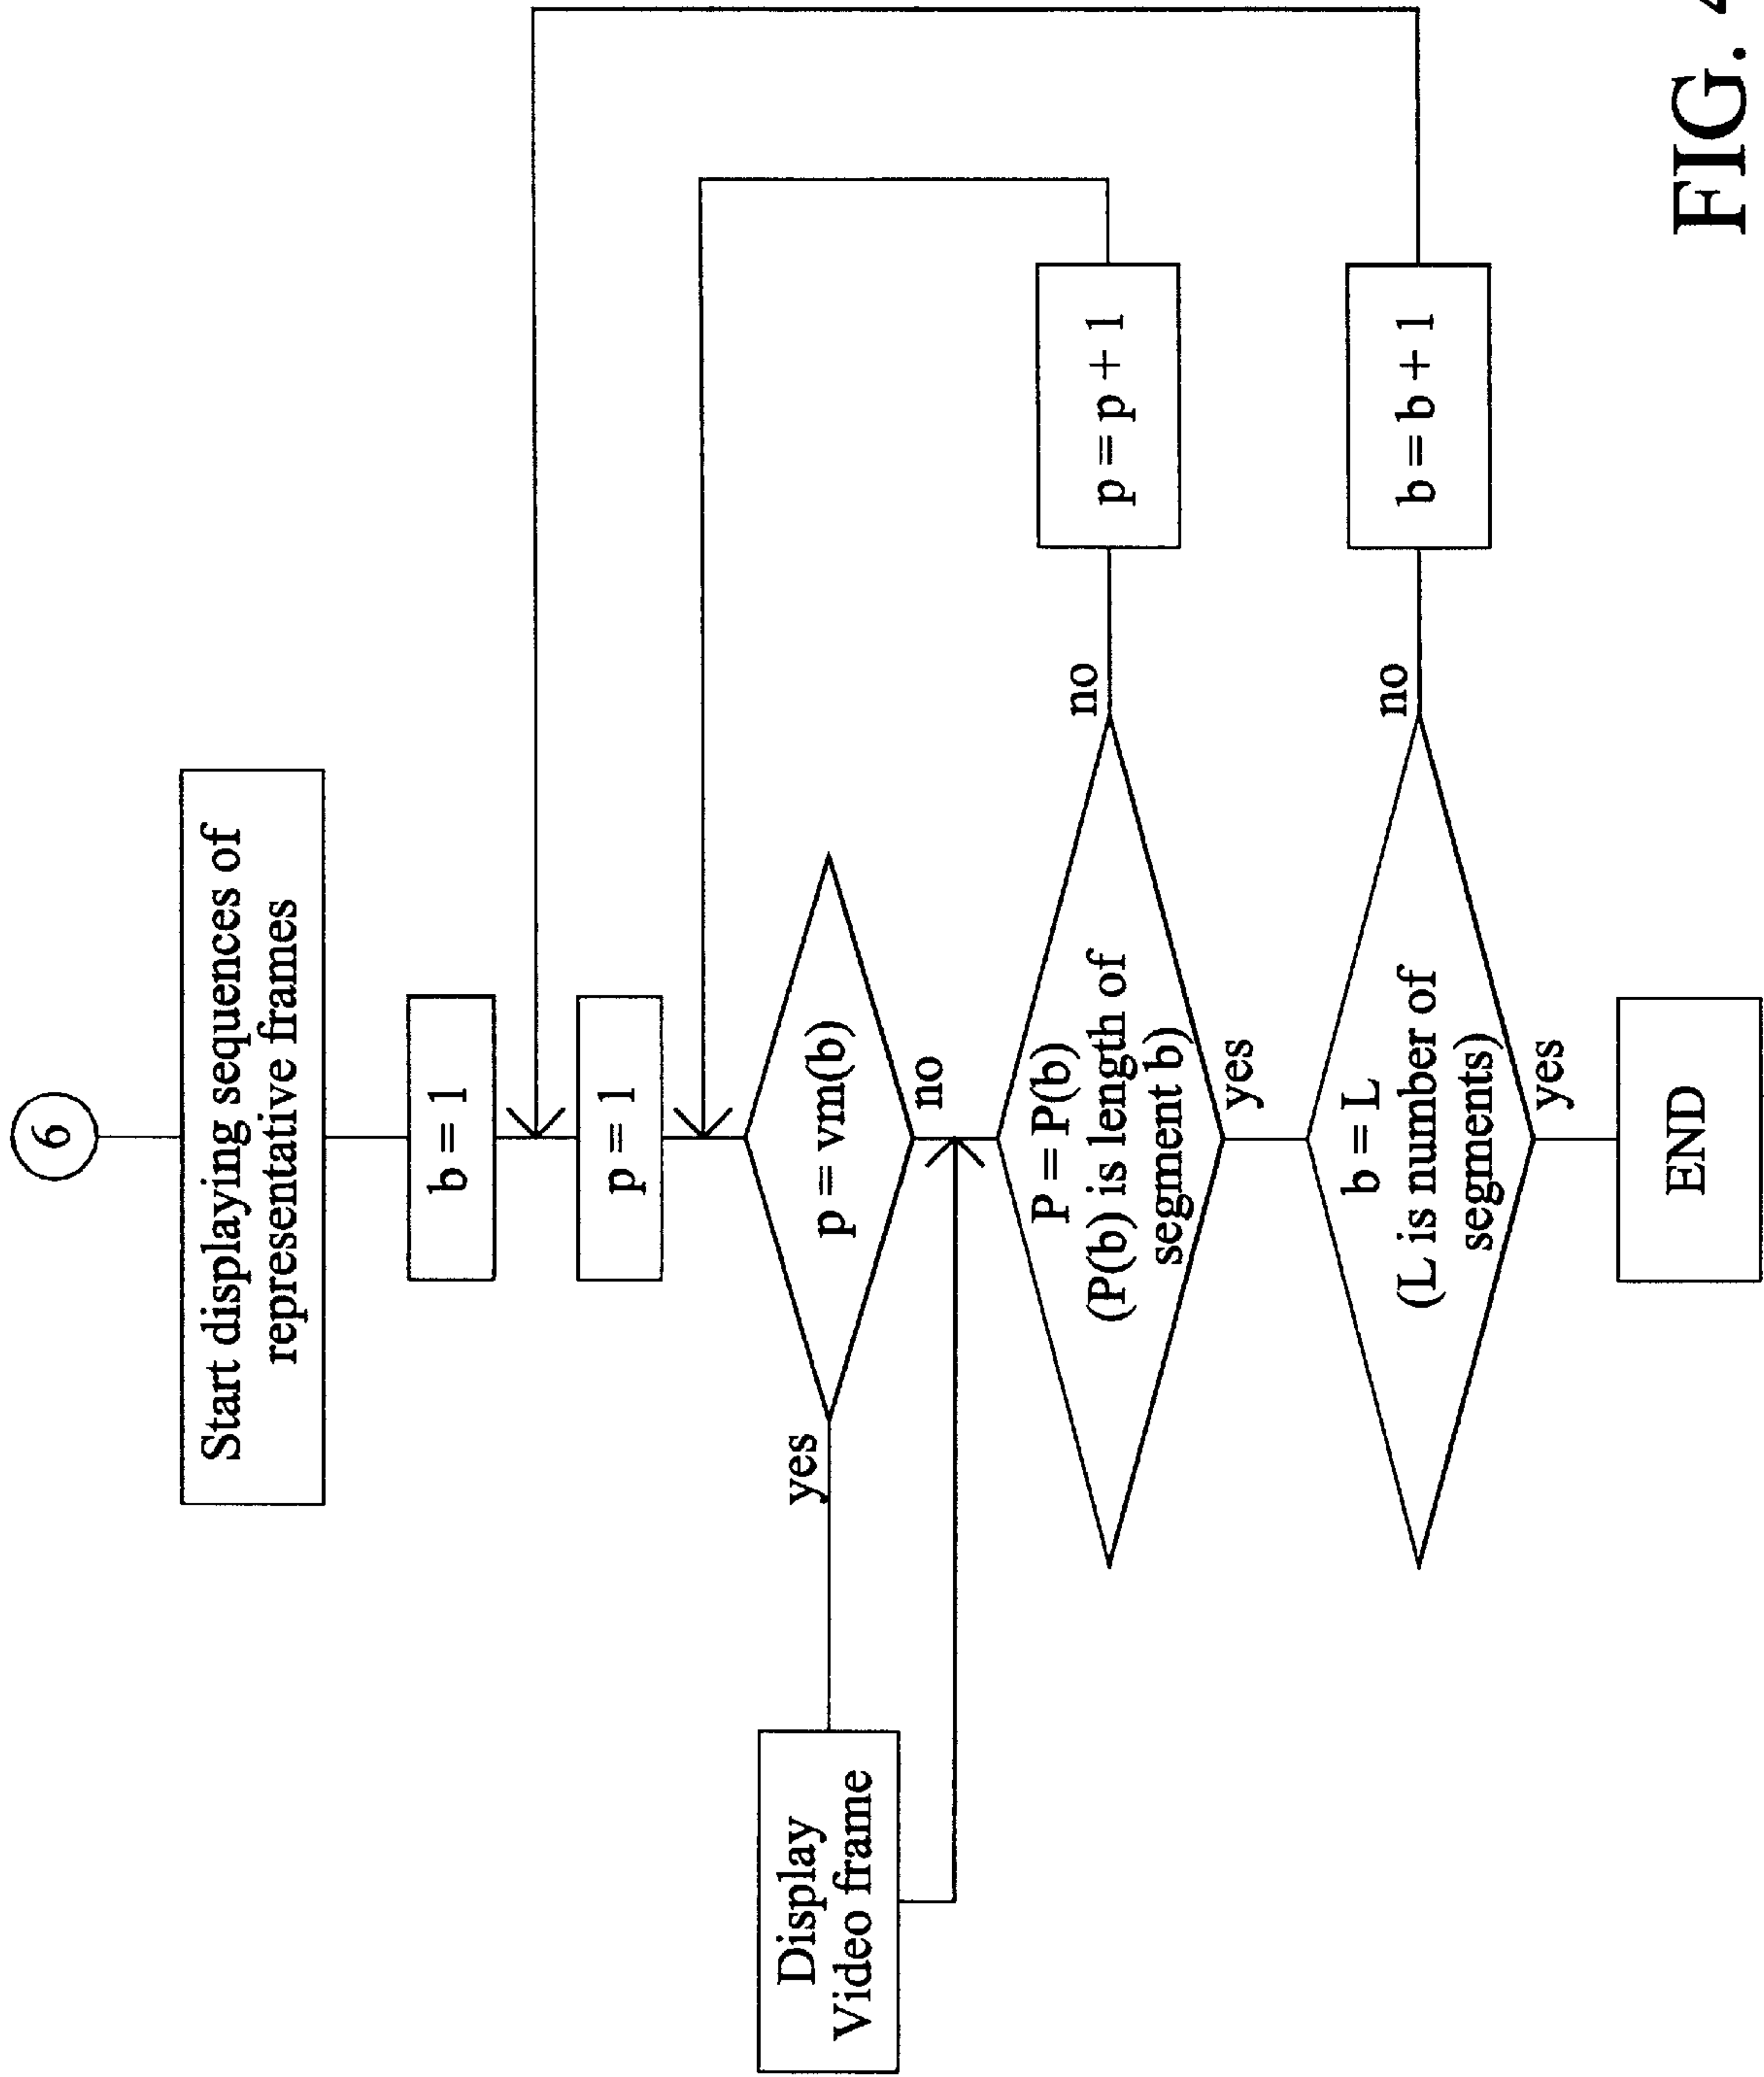 6
Start displaying sequences of
representative frames
b = 1
p = 1
p = vm(b)
yes
no
Display
Video frame
P = P(b)
(P(b) is length of
segment b)
no
p = p + 1
yes
b = L
(L is number of
segments)
no
b = b + 1
yes
END
FIG.